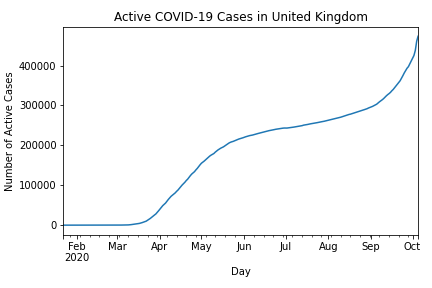 Active COVID-19 Cases in United Kingdom
Number of Active Cases
400000
300000
200000
100000
0
Feb Mar Apr May Jun Jul Aug Sep Oct
2020
Day